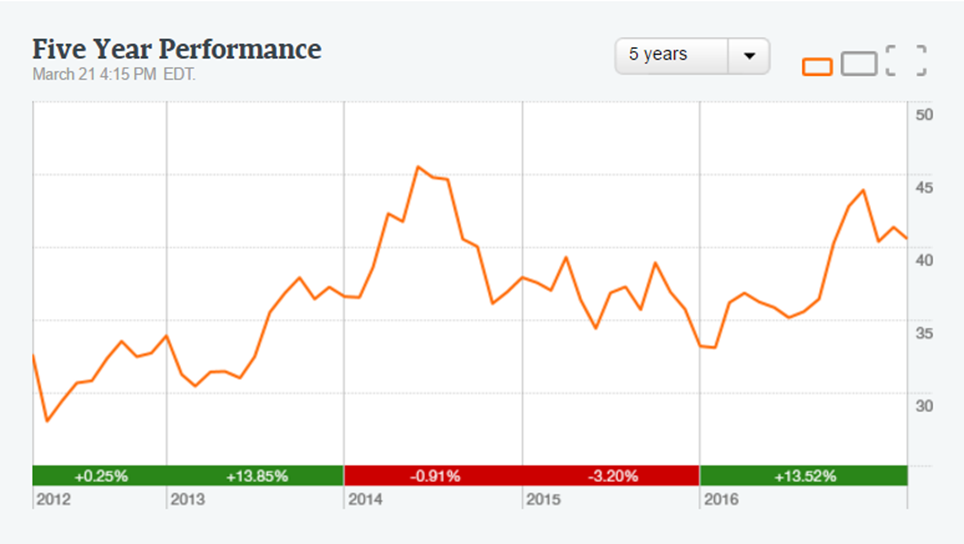 Five Year Performance
March 21 4:15 PM EDT.
5 years
50
45
40
35
30
+0.25% +13.85% -0.91% -3.20% +13.52%
2012 2013 2014 2015 2016